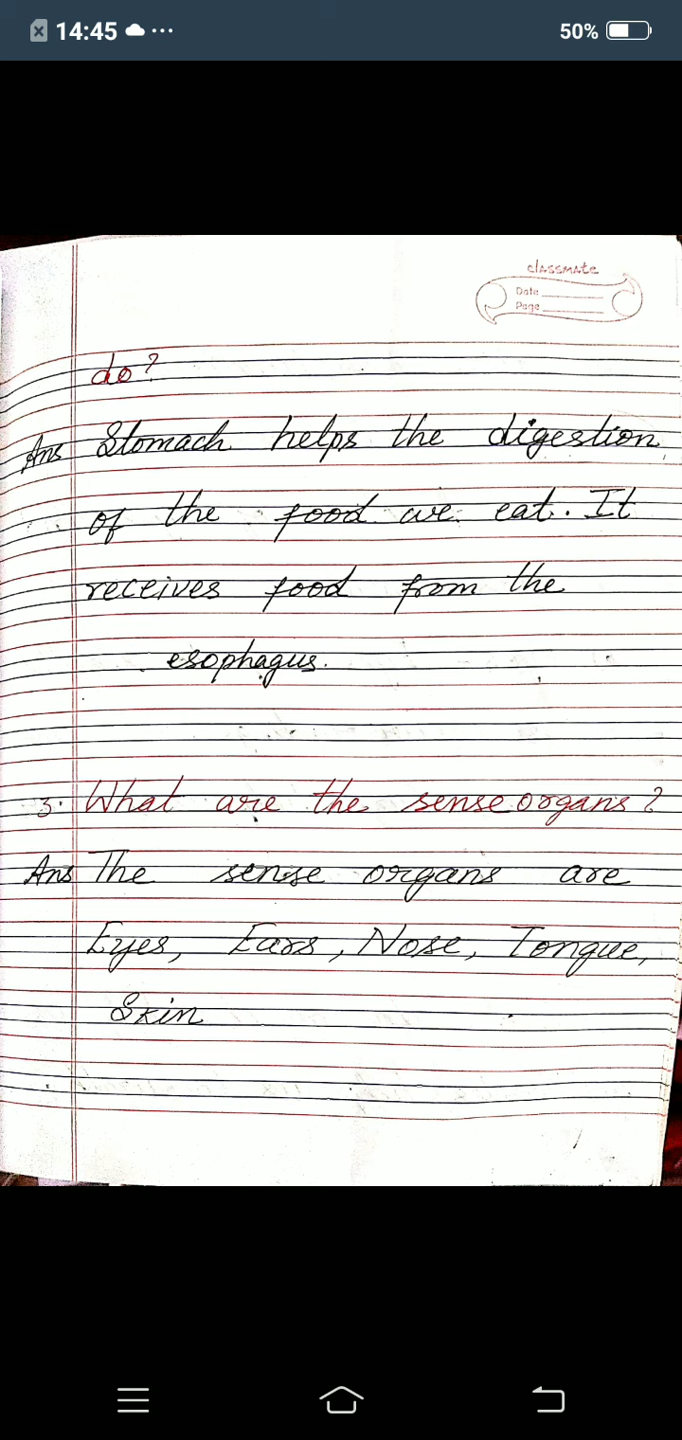 14:45
50%
classmate
Date
Page
do?
Ans Stomach helps the digestion
of the food we eat. It
receives food from the
esophagus.
3. What are the sense organs?
Ans The sense organs are
Eyes, Ears, Nose, Tongue,
Skin